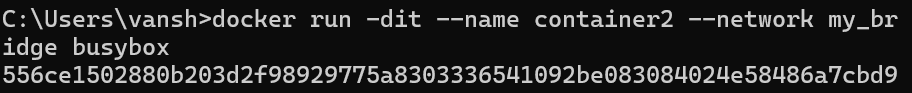 C:\Users\vansh>docker run -dit --name container2 --network my_br
idge busybox
556ce1502880b203d2f98929775a8303336541092be083084024e58486a7cbd9